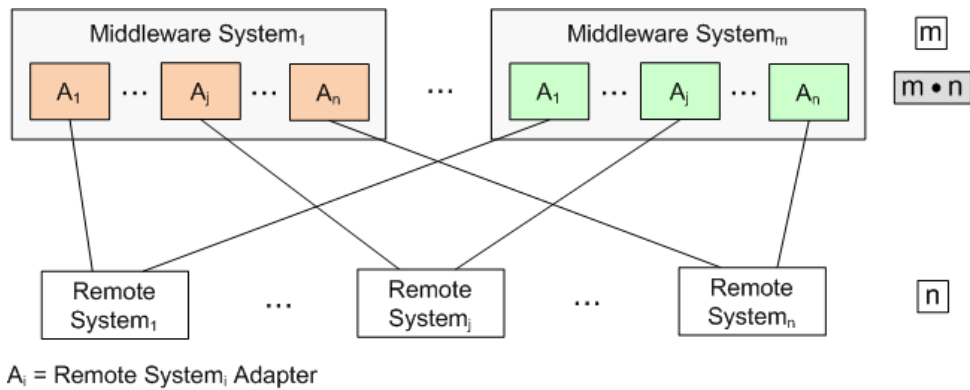 Middleware System₁
Middleware Systemₘ
m
A₁ ... Aⱼ ... Aₙ
...
A₁ ... Aⱼ ... Aₙ
m • n
Remote
System₁
...
Remote
Systemⱼ
...
Remote
Systemₙ
n
Aᵢ = Remote Systemᵢ Adapter